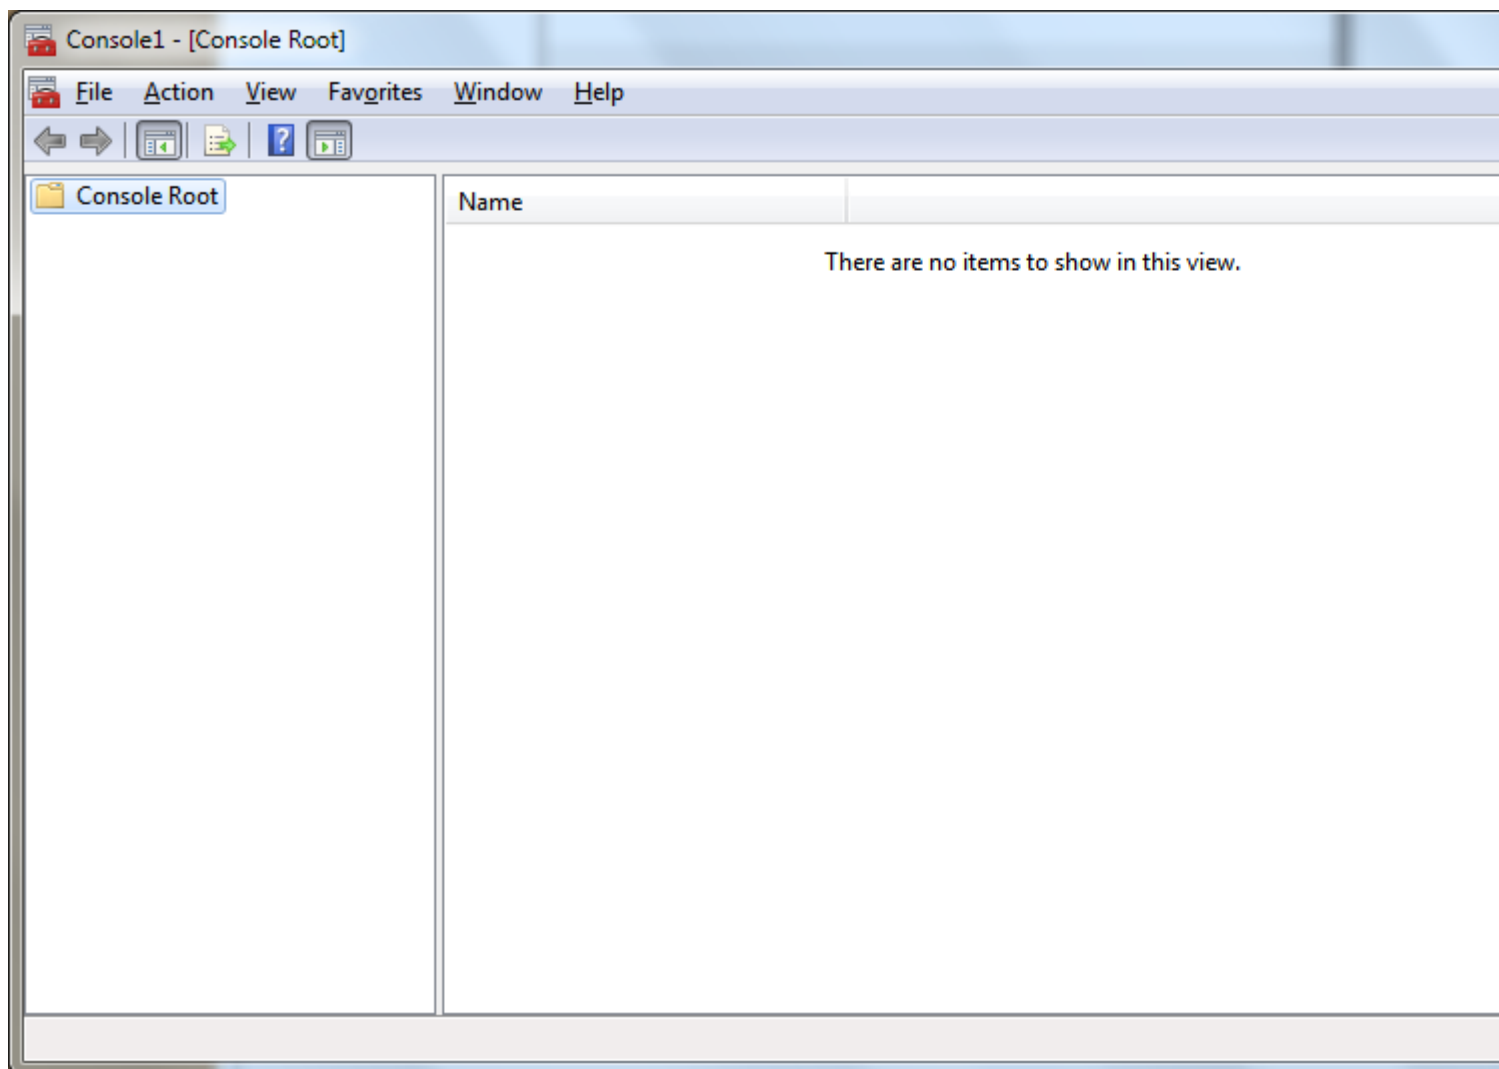 Console1 - [Console Root]
File Action View Favorites Window Help
Console Root
Name
There are no items to show in this view.